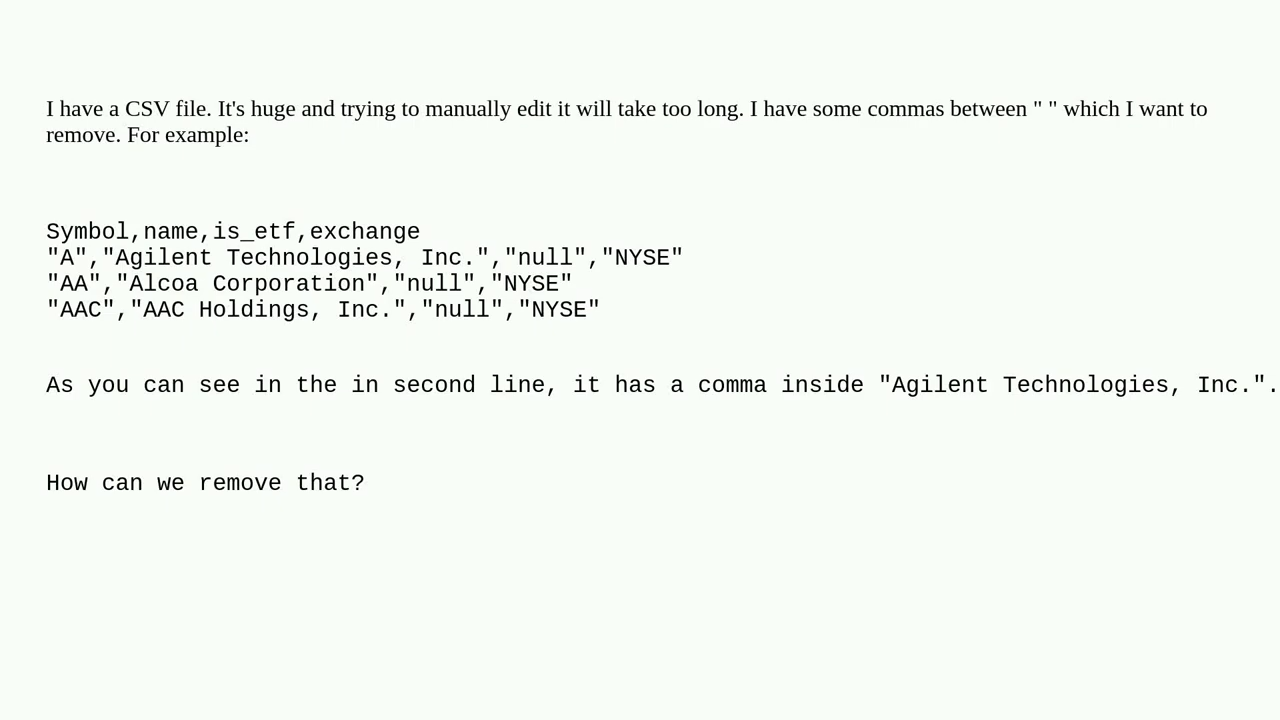 I have a CSV file. It's huge and trying to manually edit it will take too long. I have some commas between " " which I want to
remove. For example:
Symbol,name,is_etf,exchange
"A","Agilent Technologies, Inc.","null","NYSE"
"AA","Alcoa Corporation","null","NYSE"
"AAC","AAC Holdings, Inc.","null","NYSE"
As you can see in the in second line, it has a comma inside "Agilent Technologies, Inc.".
How can we remove that?